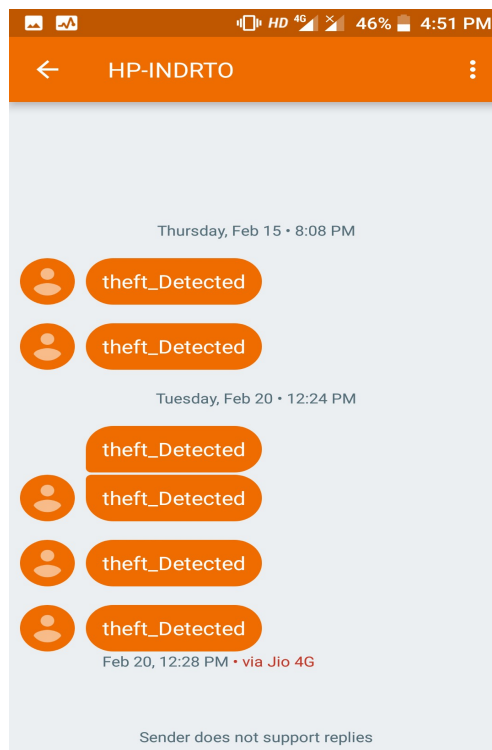 HD 4G 46% 4:51 PM
HP-INDRTO
Thursday, Feb 15 • 8:08 PM
theft_Detected
theft_Detected
Tuesday, Feb 20 • 12:24 PM
theft_Detected
theft_Detected
theft_Detected
theft_Detected
Feb 20, 12:28 PM • via Jio 4G
Sender does not support replies